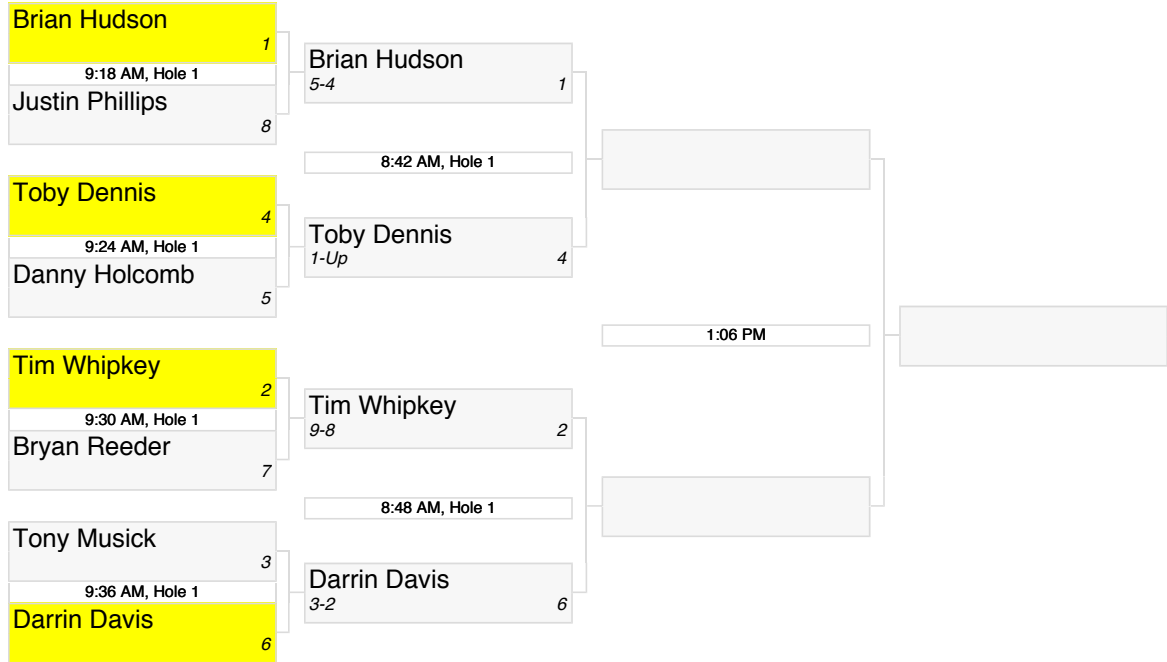 Brian Hudson
1
9:18 AM, Hole 1
Justin Phillips
8
Toby Dennis
4
9:24 AM, Hole 1
Danny Holcomb
5
Tim Whipkey
2
9:30 AM, Hole 1
Bryan Reeder
7
Tony Musick
3
9:36 AM, Hole 1
Darrin Davis
6
Brian Hudson
5-4 1
8:42 AM, Hole 1
Toby Dennis
1-Up 4
Tim Whipkey
9-8 2
8:48 AM, Hole 1
Darrin Davis
3-2 6
1:06 PM